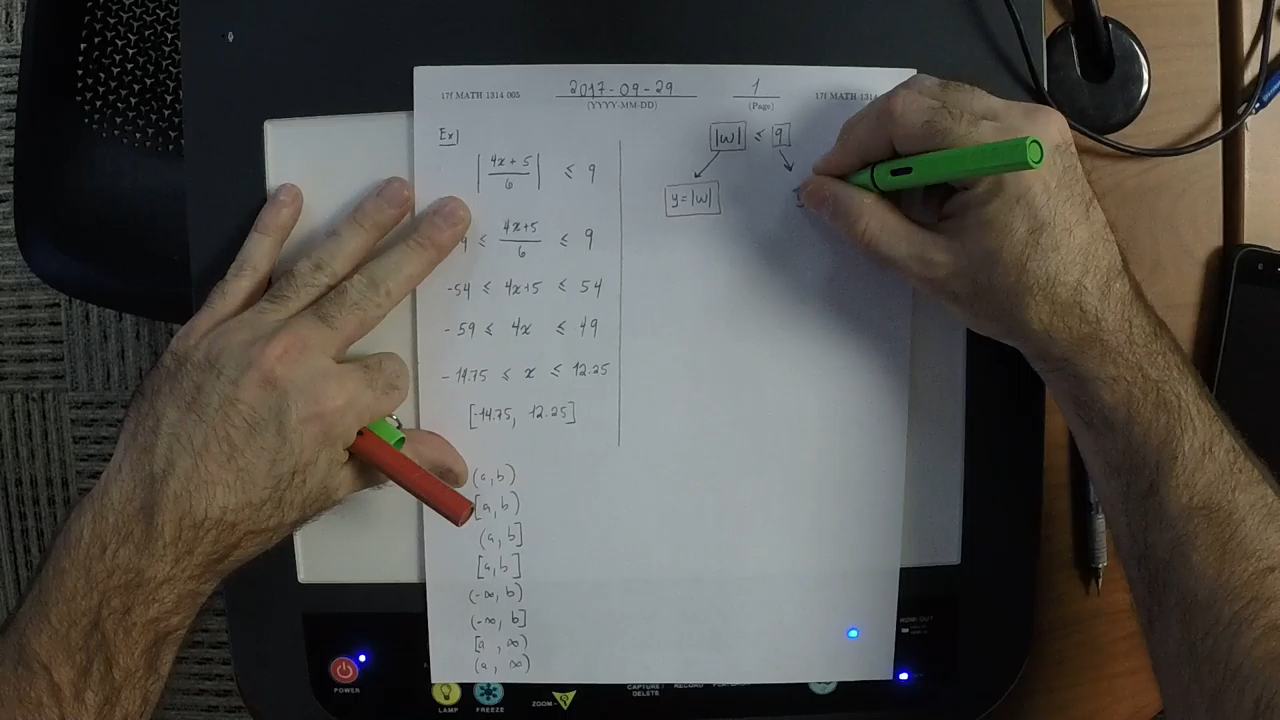 17f MATH 1314 005 2017-09-29 1 17f MATH 1314
(YYYY-MM-DD) (Page)
Ex)
|(4x+5)/6| ≤ 9
9 ≤ (4x+5)/6 ≤ 9
-54 ≤ 4x+5 ≤ 54
-59 ≤ 4x ≤ 49
-14.75 ≤ x ≤ 12.25
[-14.75, 12.25]
(a, b)
[a, b)
(a, b]
[a, b]
(-∞, b)
(-∞, b]
[a, ∞)
(a, ∞)
|w| ≤ 9
y=|w|
POWER
LAMP
FREEZE
ZOOM
CAPTURE/
DELETE
RECORD